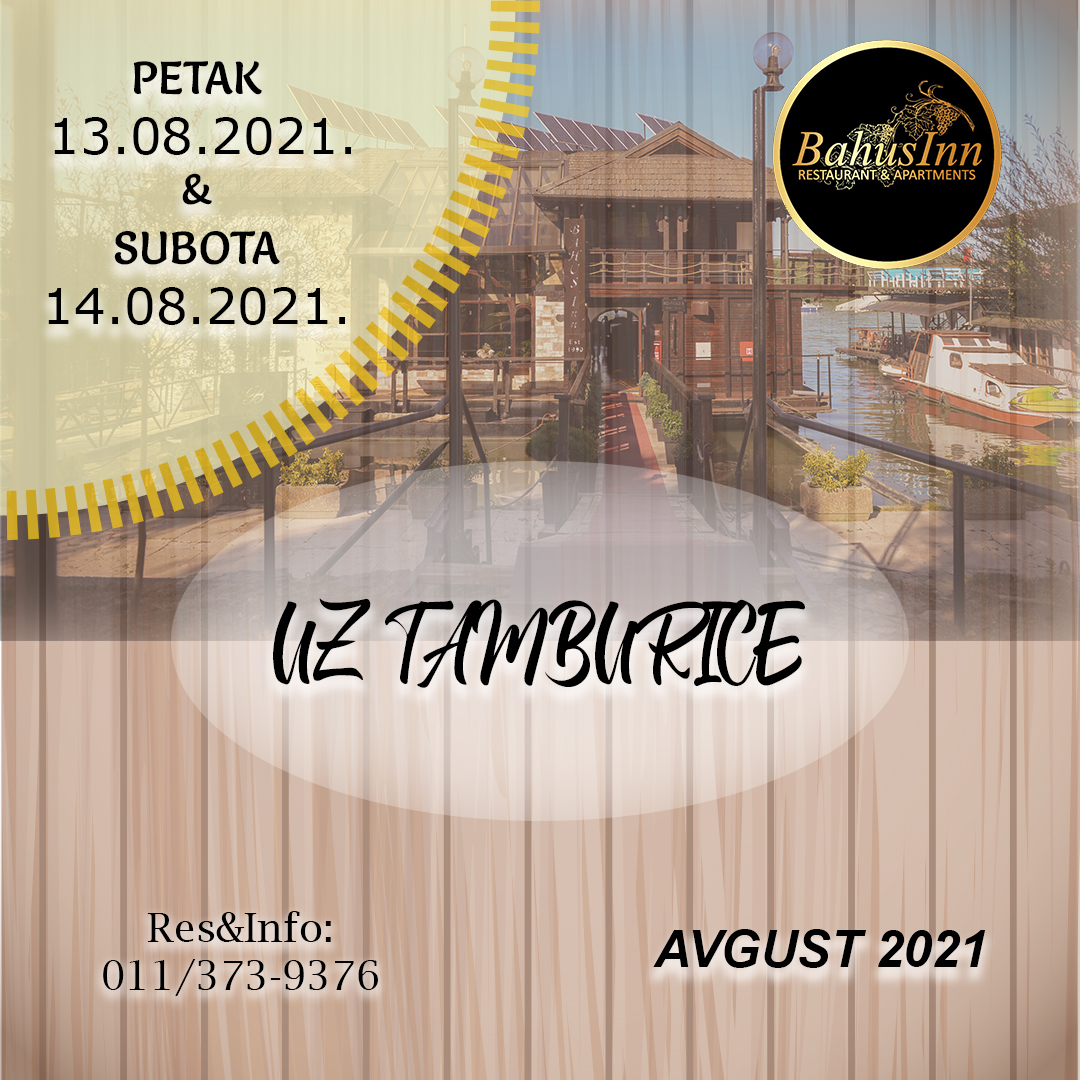 PETAK
13.08.2021.
&
SUBOTA
14.08.2021.
BahusInn
RESTAURANT & APARTMENTS
UZ TAMBURICE
Res&Info:
011/373-9376
AVGUST 2021